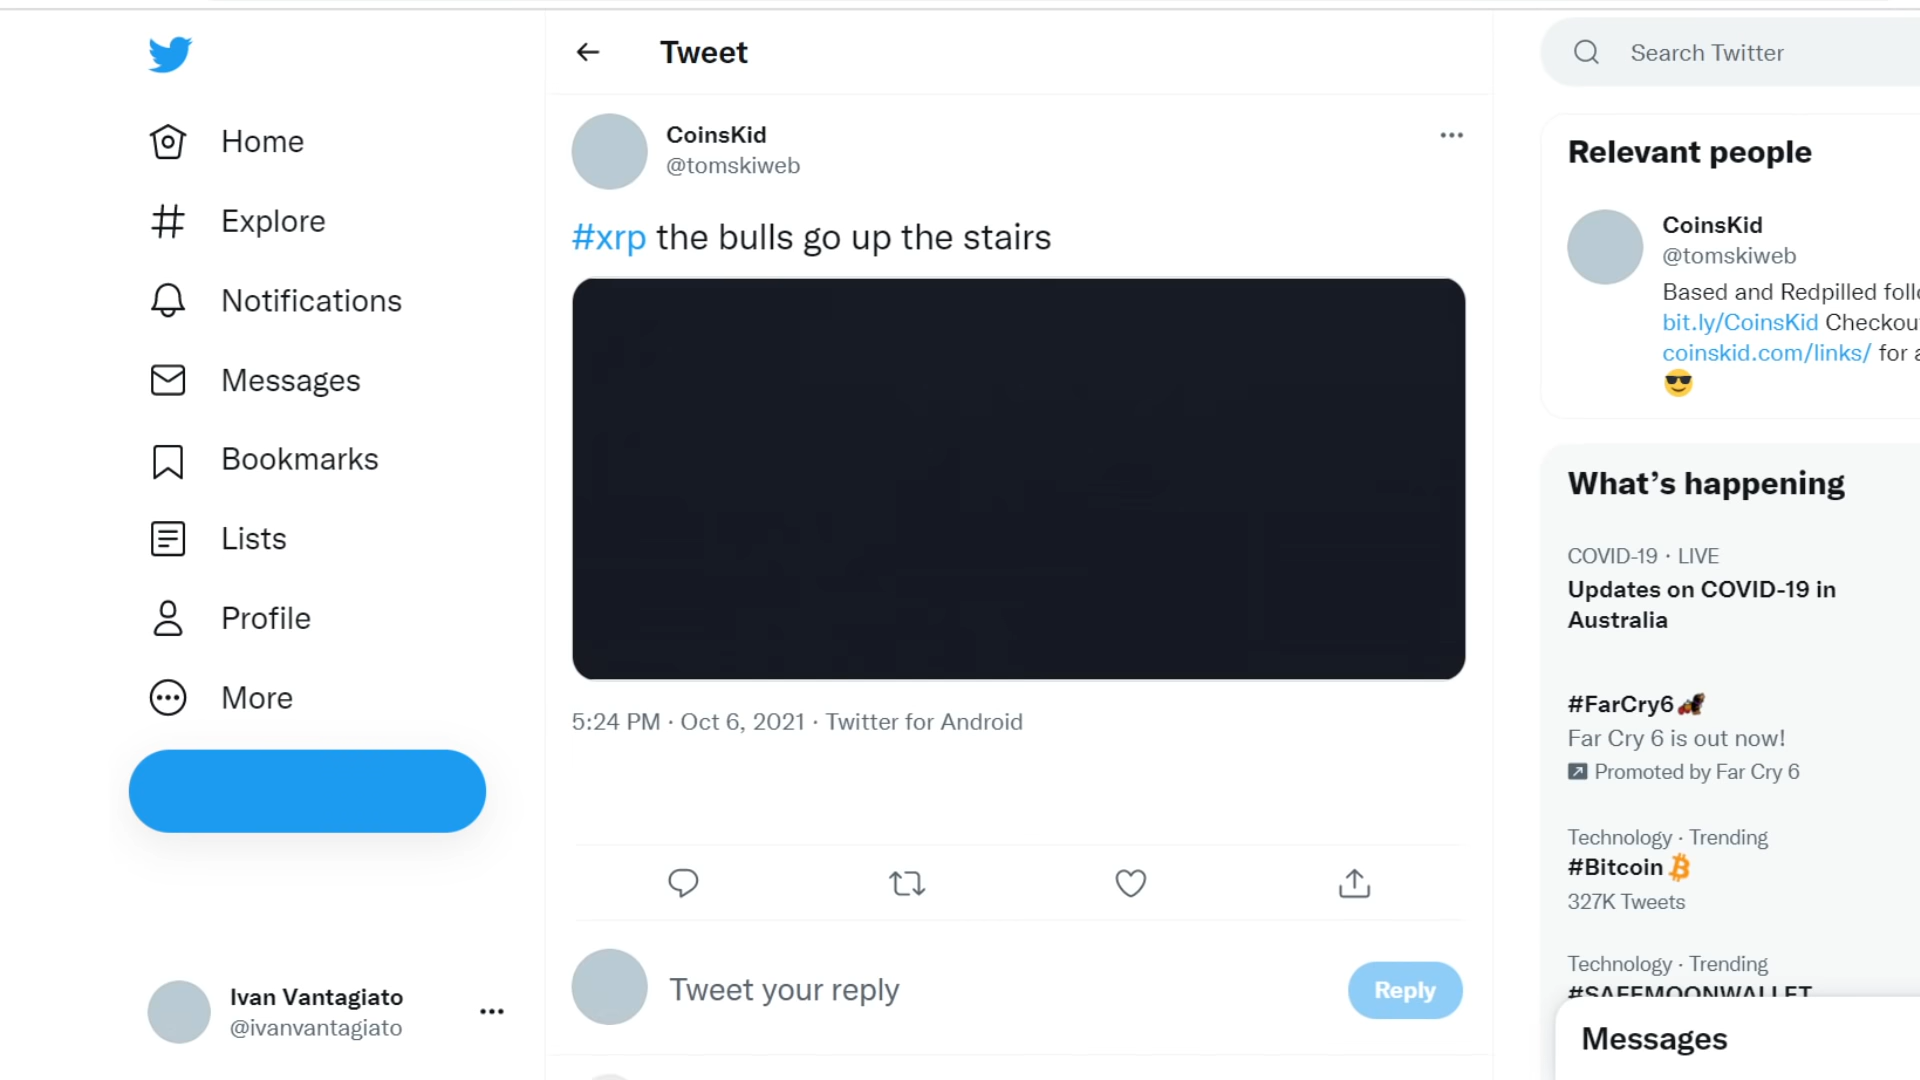 Home
Explore
Notifications
Messages
Bookmarks
Lists
Profile
More
Ivan Vantagiato
@ivanvantagiato
Tweet
CoinsKid
@tomskiweb
#xrp the bulls go up the stairs
5:24 PM · Oct 6, 2021 · Twitter for Android
Tweet your reply
Reply
Search Twitter
Relevant people
CoinsKid
@tomskiweb
Based and Redpilled
bit.ly/CoinsKid
coinskid.com/links/ for
What's happening
COVID-19 · LIVE
Updates on COVID-19 in
Australia
#FarCry6
Far Cry 6 is out now!
Promoted by Far Cry 6
Technology · Trending
#Bitcoin
327K Tweets
Technology · Trending
#SAFEMOONWALLET
Messages